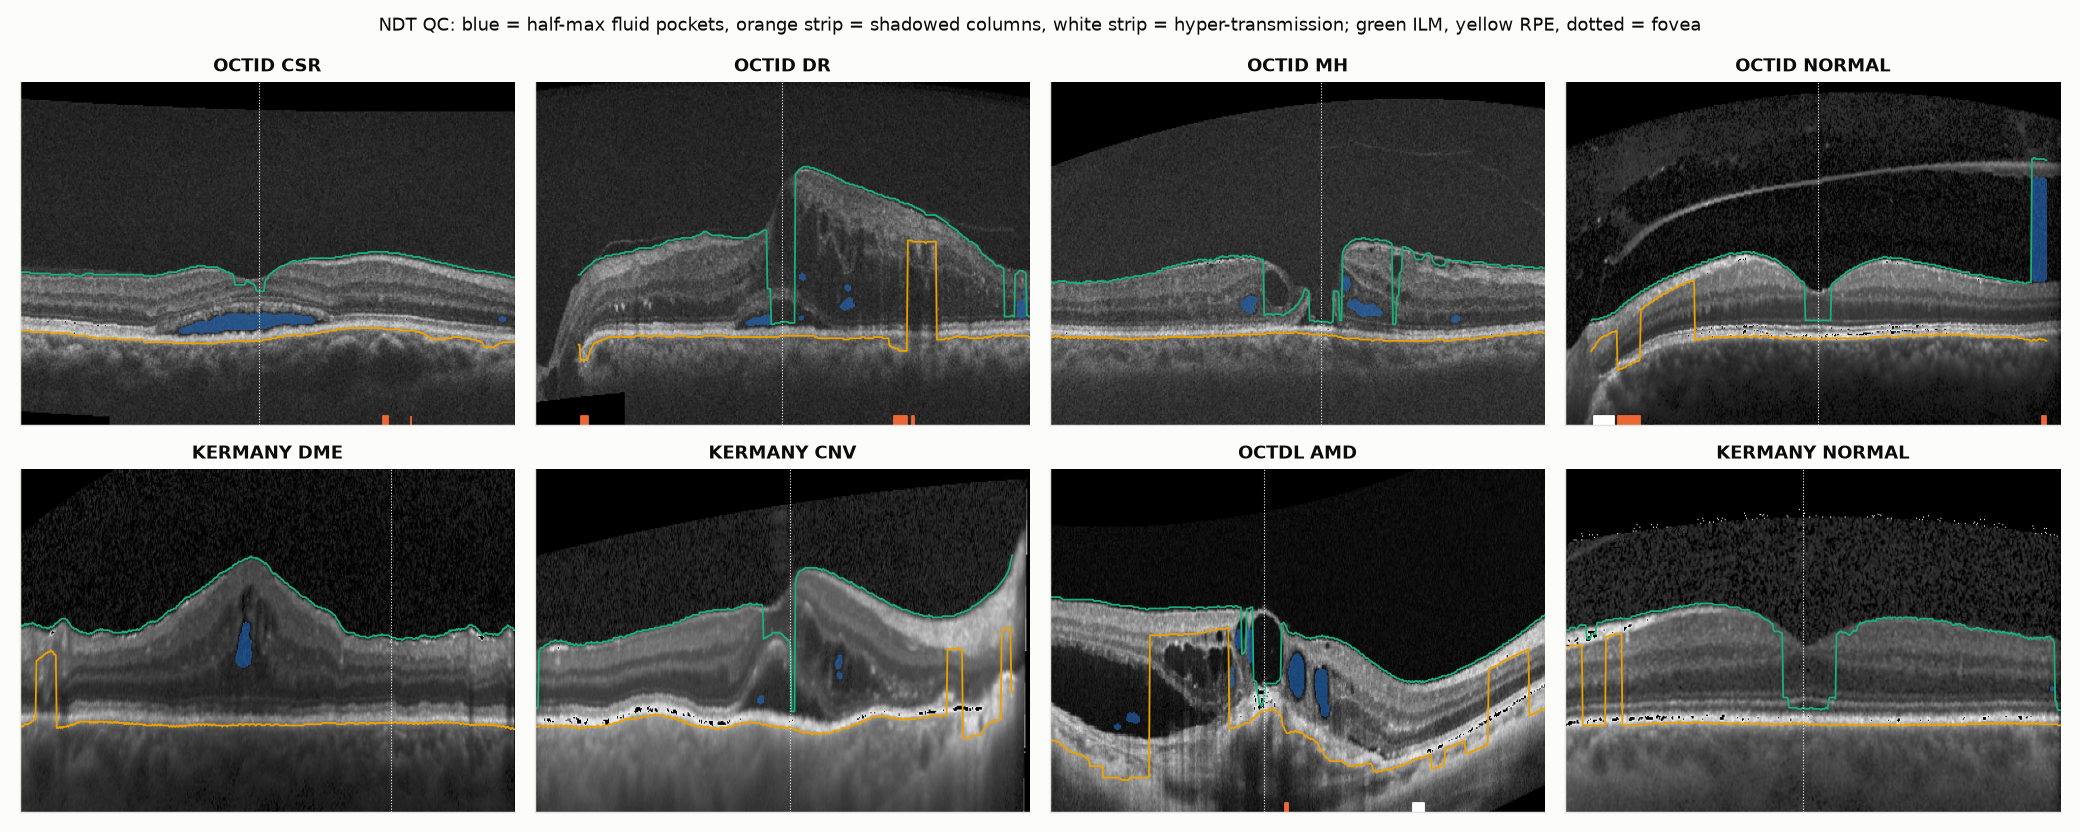 NDT QC: blue = half-max fluid pockets, orange strip = shadowed columns, white strip = hyper-transmission; green ILM, yellow RPE, dotted = fovea
OCTID CSR
OCTID DR
OCTID MH
OCTID NORMAL
KERMANY DME
KERMANY CNV
OCTDL AMD
KERMANY NORMAL